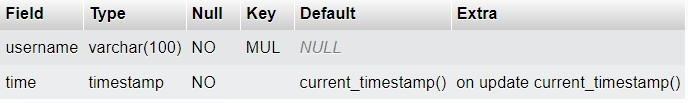 Field Type Null Key Default Extra
username varchar(100) NO MUL NULL
time timestamp NO current_timestamp() on update current_timestamp()